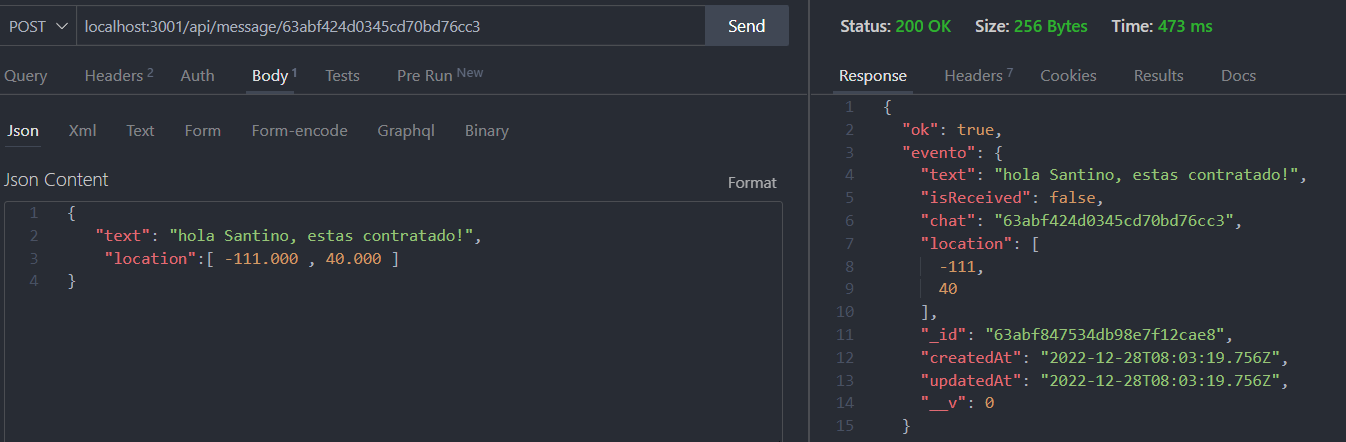 POST localhost:3001/api/message/63abf424d0345cd70bd76cc3 Send
Query Headers 2 Auth Body 1 Tests Pre Run New
Json Xml Text Form Form-encode Graphql Binary
Json Content
Format
1 {
2 "text": "hola Santino, estas contratado!",
3 "location":[ -111.000 , 40.000 ]
4 }
Status: 200 OK Size: 256 Bytes Time: 473 ms
Response Headers 7 Cookies Results Docs
1 {
2 "ok": true,
3 "evento": {
4 "text": "hola Santino, estas contratado!",
5 "isReceived": false,
6 "chat": "63abf424d0345cd70bd76cc3",
7 "location": [
8 -111,
9 40
10 ],
11 "_id": "63abf847534db98e7f12cae8",
12 "createdAt": "2022-12-28T08:03:19.756Z",
13 "updatedAt": "2022-12-28T08:03:19.756Z",
14 "__v": 0
15 }